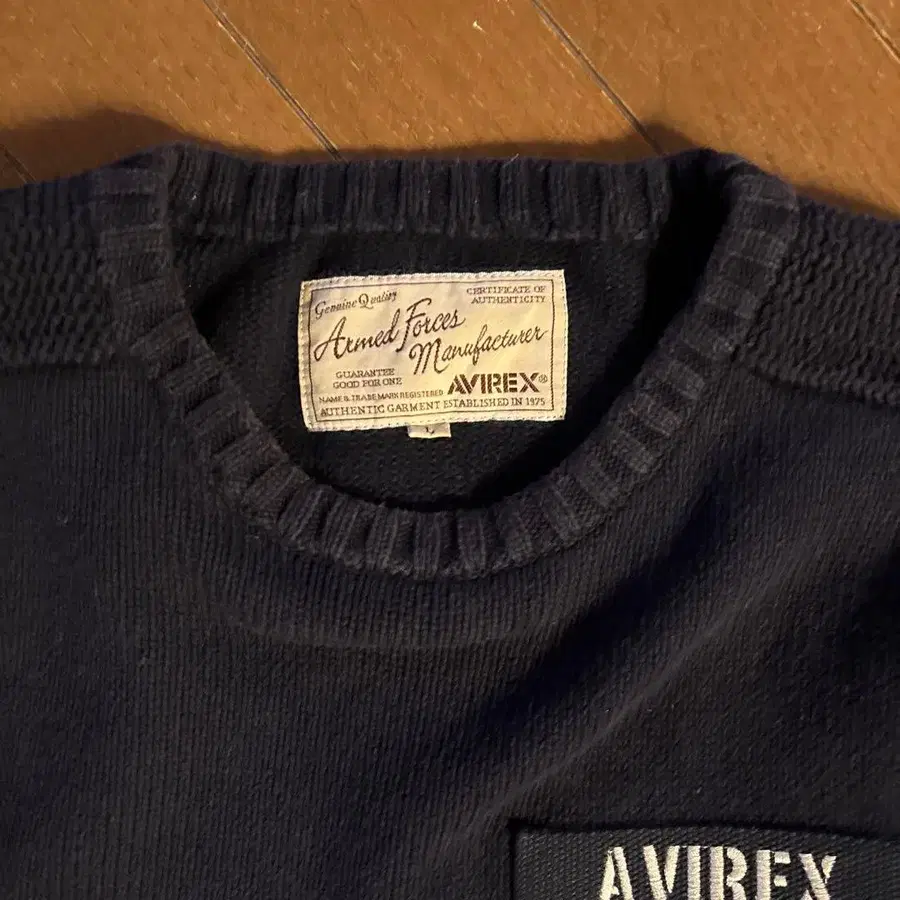 Genuine Quality
CERTIFICATE OF
AUTHENTICITY
Armed Forces
Manufacturer
GUARANTEE
GOOD FOR ONE
AVIREX®
NAME & TRADE MARK REGISTERED
AUTHENTIC GARMENT ESTABLISHED IN 1975
L
AVIREX